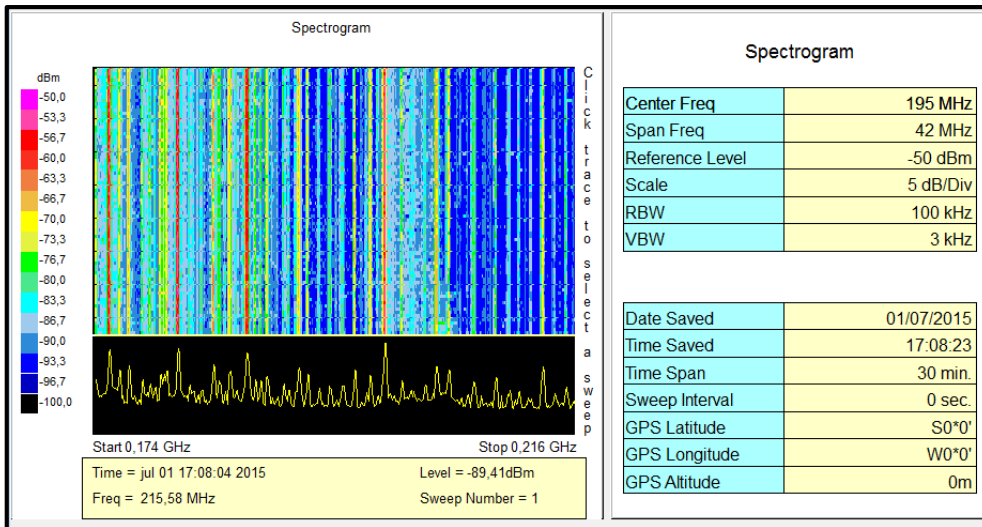 Spectrogram
dBm
-50,0
-53,3
-56,7
-60,0
-63,3
-66,7
-70,0
-73,3
-76,7
-80,0
-83,3
-86,7
-90,0
-93,3
-96,7
-100,0
Click trace to select a sweep
Start 0,174 GHz Stop 0,216 GHz
Time = jul 01 17:08:04 2015 Level = -89,41dBm
Freq = 215,58 MHz Sweep Number = 1
Spectrogram
Center Freq 195 MHz
Span Freq 42 MHz
Reference Level -50 dBm
Scale 5 dB/Div
RBW 100 kHz
VBW 3 kHz
Date Saved 01/07/2015
Time Saved 17:08:23
Time Span 30 min.
Sweep Interval 0 sec.
GPS Latitude S0*0'
GPS Longitude W0*0'
GPS Altitude 0m